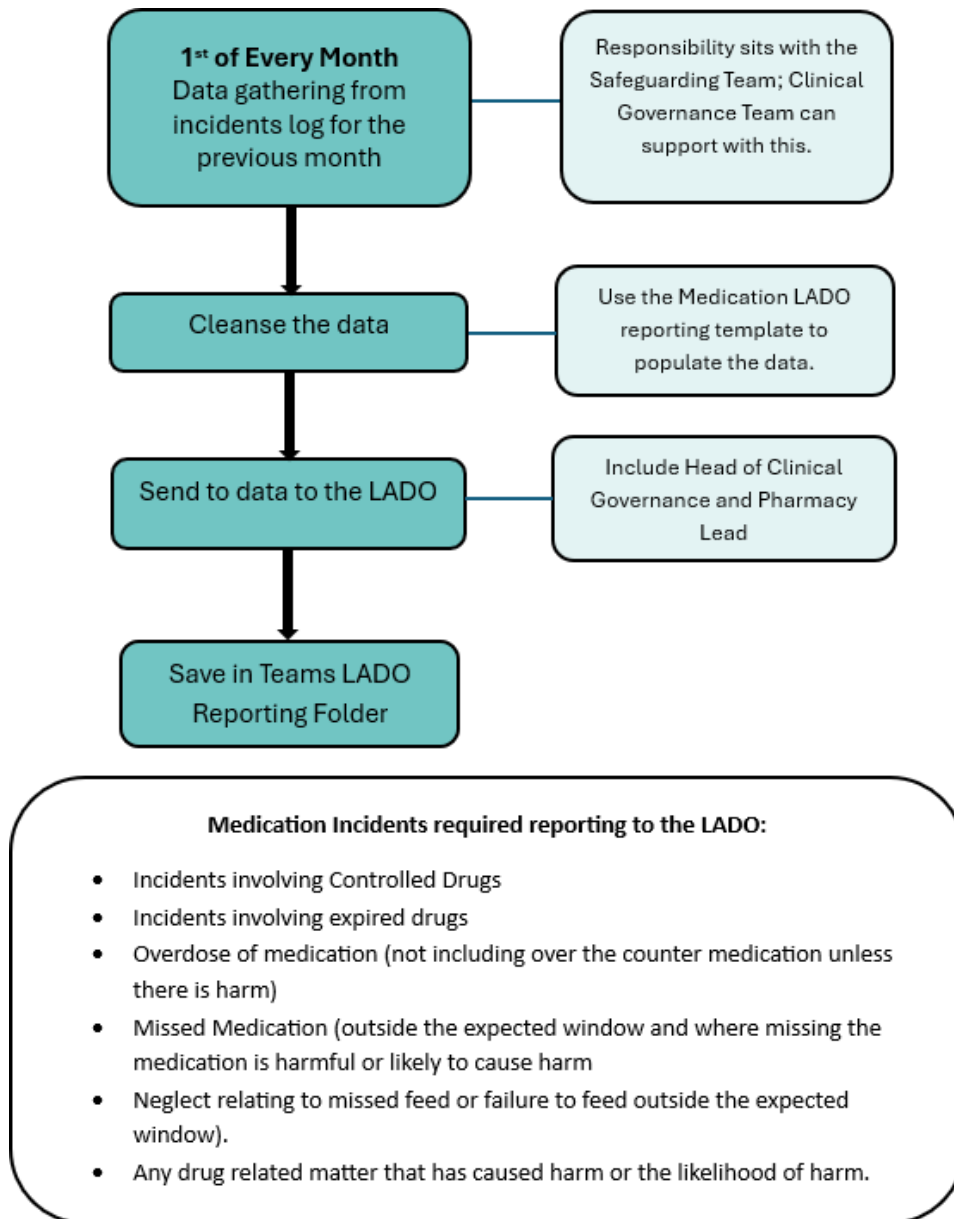 1st of Every Month
Data gathering from
incidents log for the
previous month
Responsibility sits with the
Safeguarding Team; Clinical
Governance Team can
support with this.
Cleanse the data
Use the Medication LADO
reporting template to
populate the data.
Send to data to the LADO
Include Head of Clinical
Governance and Pharmacy
Lead
Save in Teams LADO
Reporting Folder
Medication Incidents required reporting to the LADO:
• Incidents involving Controlled Drugs
• Incidents involving expired drugs
• Overdose of medication (not including over the counter medication unless
there is harm)
• Missed Medication (outside the expected window and where missing the
medication is harmful or likely to cause harm
• Neglect relating to missed feed or failure to feed outside the expected
window).
• Any drug related matter that has caused harm or the likelihood of harm.